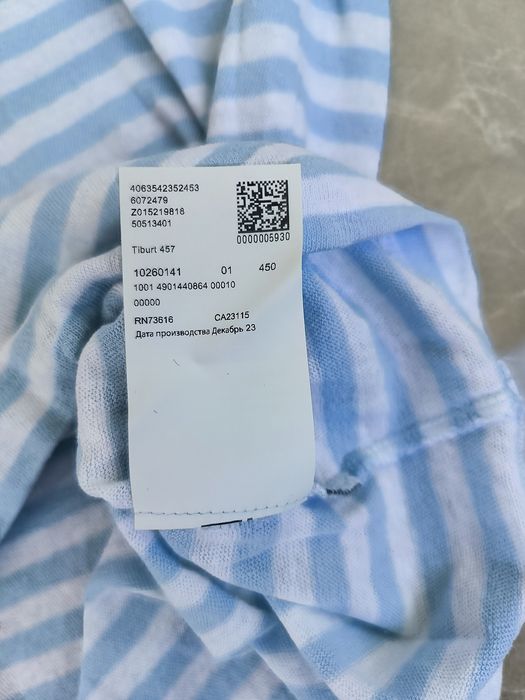 4063542352453
6072479
Z015219818
50513401
0000005930
Tiburt 457
10260141 01 450
1001 4901440864 00010
00000
RN73616 CA23115
Дата производства Декабрь 23